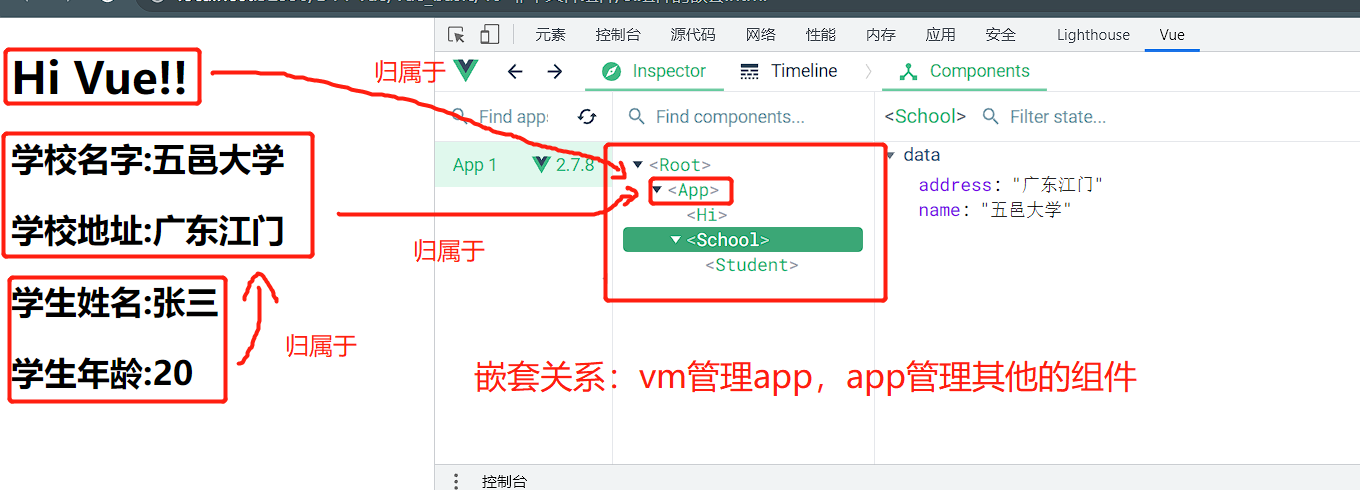 元素 控制台 源代码 网络 性能 内存 应用 安全 Lighthouse Vue
Hi Vue!!
归属于
Inspector Timeline Components
Find apps
Find components...
<School> Filter state...
学校名字:五邑大学
App 1 2.7.8
<Root>
data
<App>
address: "广东江门"
<Hi>
name: "五邑大学"
学校地址:广东江门
<School>
归属于
<Student>
学生姓名:张三
归属于
学生年龄:20
嵌套关系：vm管理app，app管理其他的组件
控制台